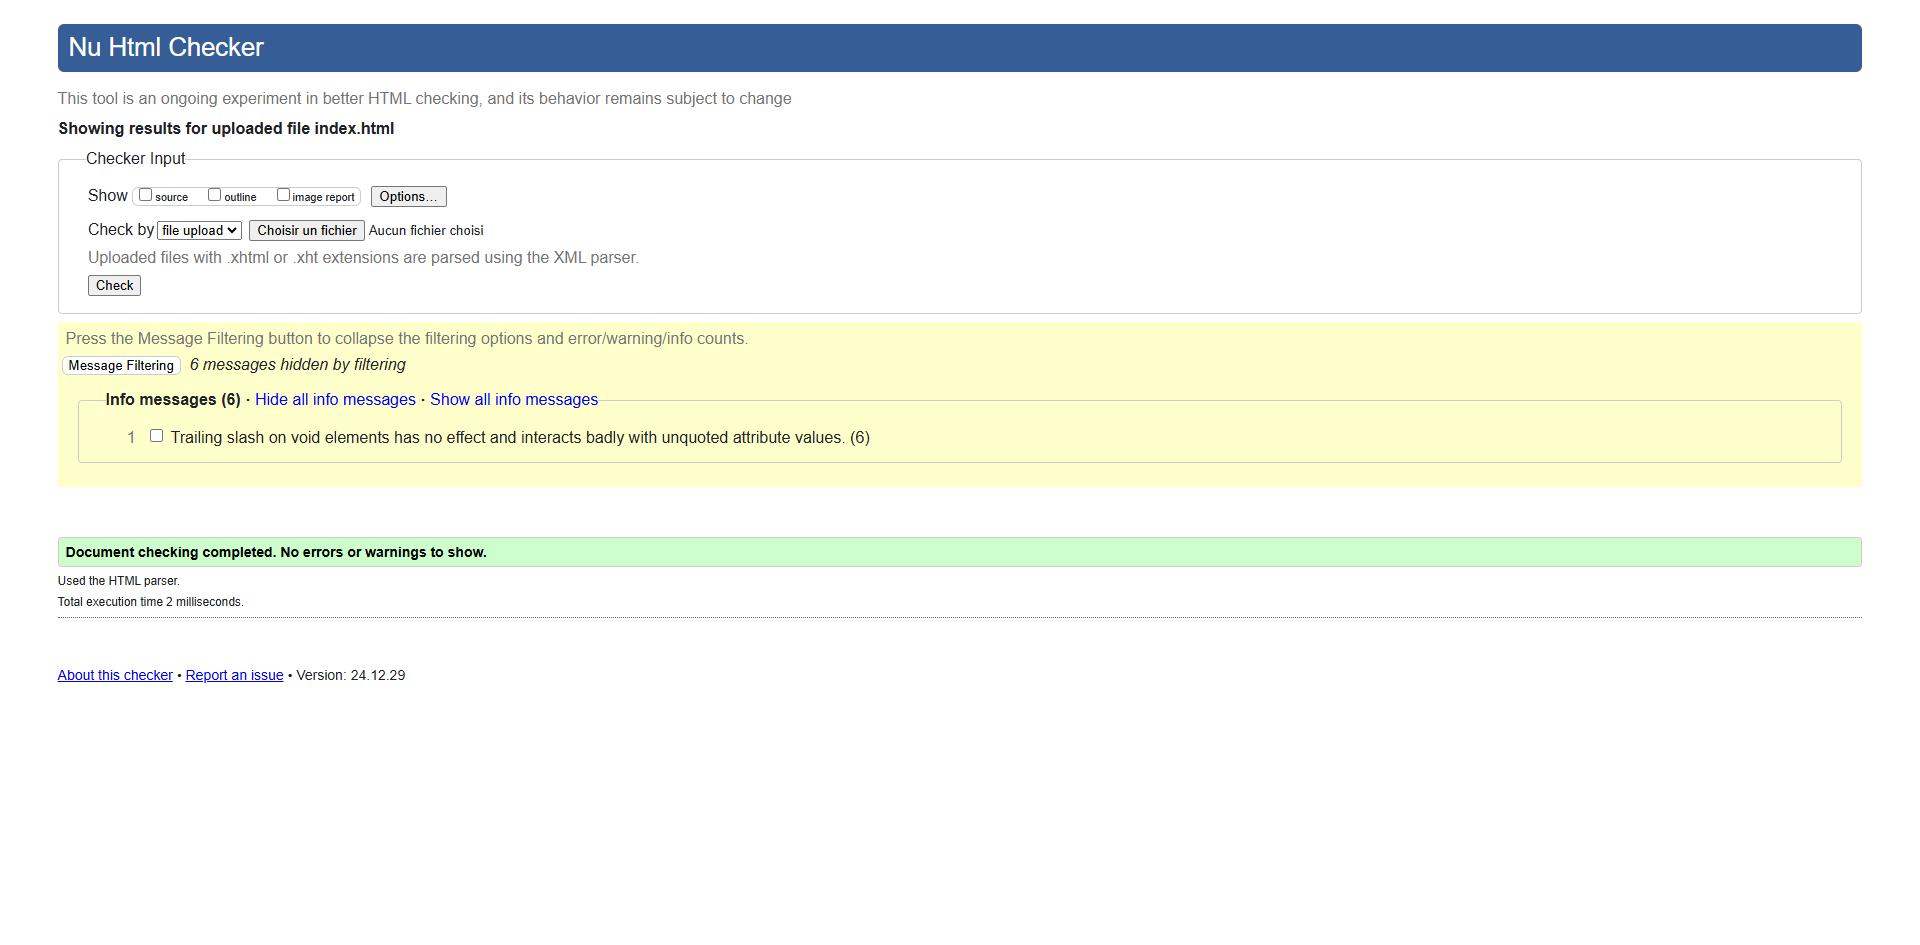 Nu Html Checker
This tool is an ongoing experiment in better HTML checking, and its behavior remains subject to change
Showing results for uploaded file index.html
Checker Input
Show source outline image report Options...
Check by file upload Choisir un fichier Aucun fichier choisi
Uploaded files with .xhtml or .xht extensions are parsed using the XML parser.
Check
Press the Message Filtering button to collapse the filtering options and error/warning/info counts.
Message Filtering 6 messages hidden by filtering
Info messages (6) · Hide all info messages · Show all info messages
1 Trailing slash on void elements has no effect and interacts badly with unquoted attribute values. (6)
Document checking completed. No errors or warnings to show.
Used the HTML parser.
Total execution time 2 milliseconds.
About this checker • Report an issue • Version: 24.12.29